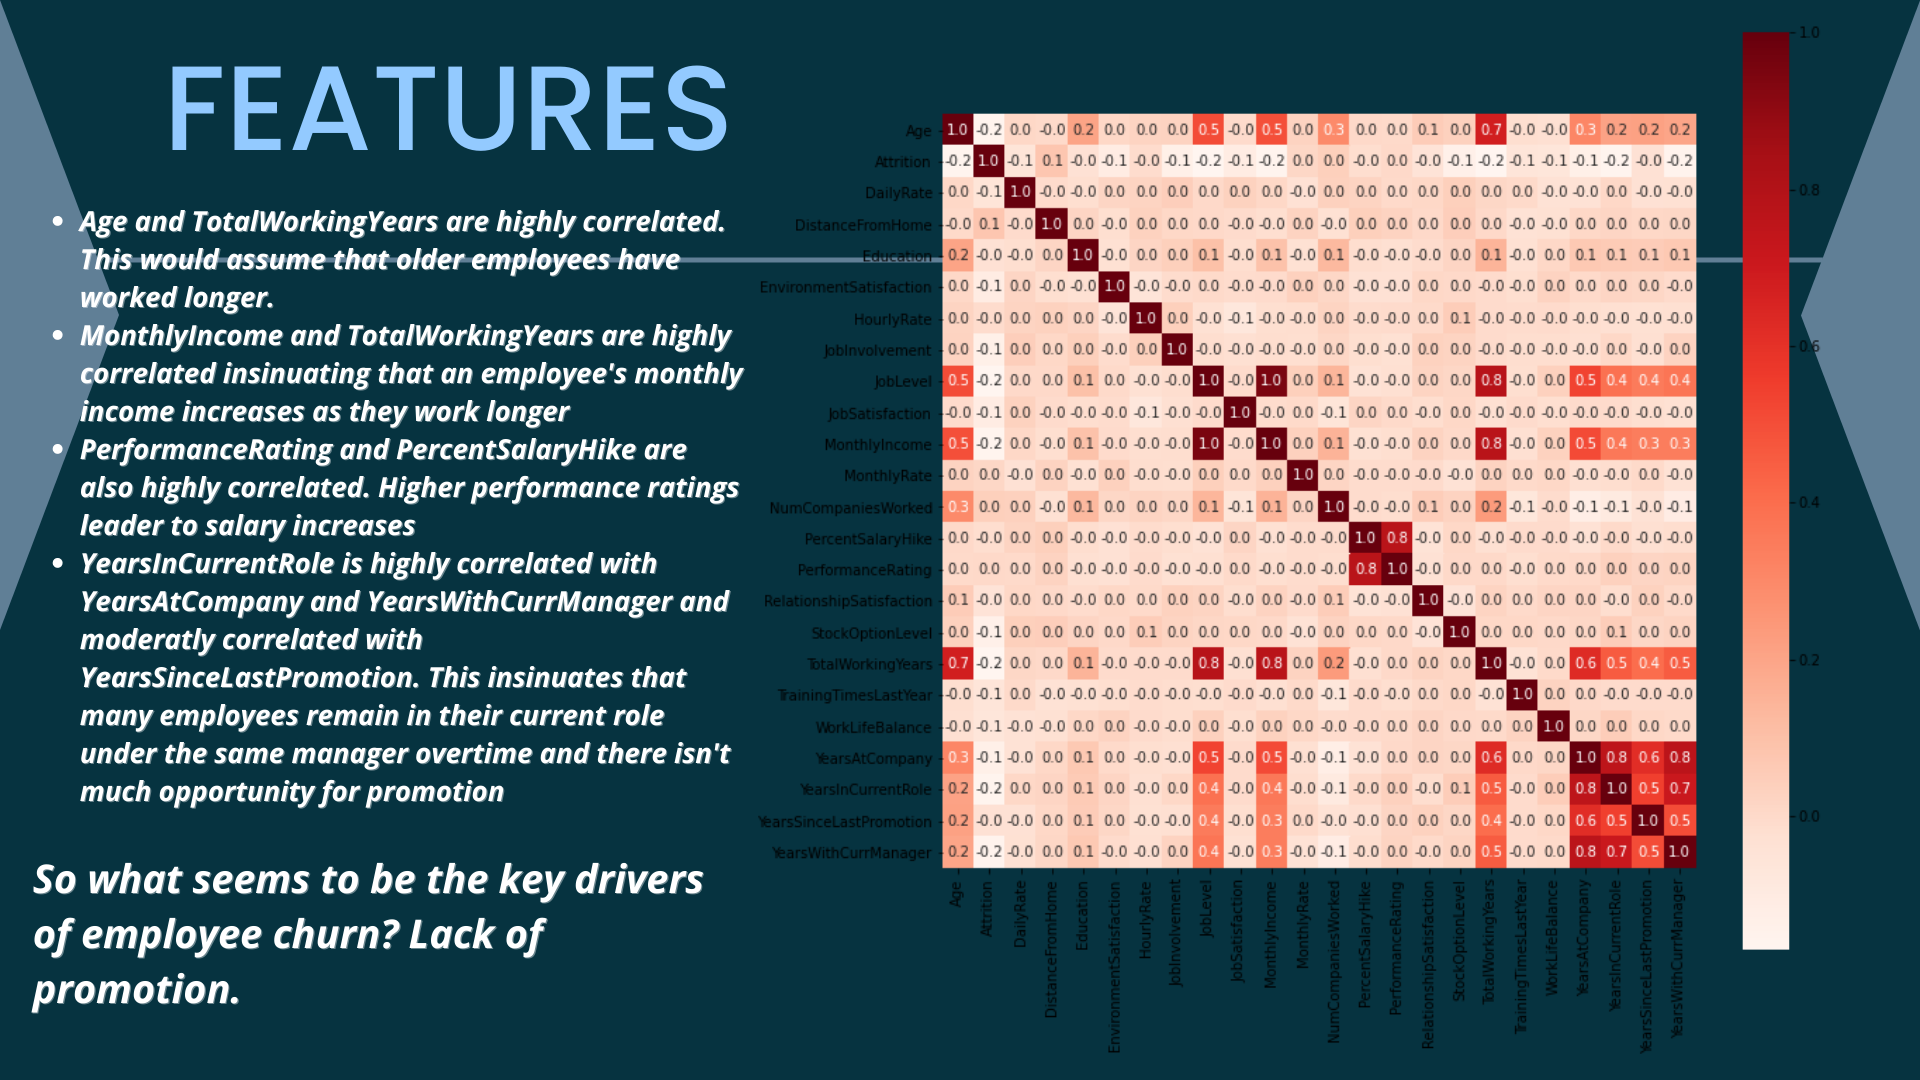 FEATURES
• Age and TotalWorkingYears are highly correlated.
This would assume that older employees have
worked longer.
• MonthlyIncome and TotalWorkingYears are highly
correlated insinuating that an employee's monthly
income increases as they work longer
• PerformanceRating and PercentSalaryHike are
also highly correlated. Higher performance ratings
leader to salary increases
• YearsInCurrentRole is highly correlated with
YearsAtCompany and YearsWithCurrManager and
moderatly correlated with
YearsSinceLastPromotion. This insinuates that
many employees remain in their current role
under the same manager overtime and there isn't
much opportunity for promotion
So what seems to be the key drivers
of employee churn? Lack of
promotion.
Age 1.0 -0.2 0.0 -0.0 0.2 0.0 0.0 0.0 0.5 -0.0 0.5 0.0 0.3 0.0 0.0 0.1 0.0 0.7 -0.0 -0.0 0.3 0.2 0.2 0.2
Attrition -0.2 1.0 -0.1 0.1 -0.0 -0.1 -0.0 -0.1 -0.2 -0.1 -0.2 0.0 0.0 -0.0 0.0 -0.0 -0.1 -0.2 -0.1 -0.1 -0.1 -0.2 -0.0 -0.2
DailyRate 0.0 -0.1 1.0 -0.0 -0.0 0.0 0.0 0.0 0.0 0.0 0.0 -0.0 0.0 0.0 0.0 0.0 0.0 0.0 0.0 -0.0 -0.0 0.0 -0.0 -0.0
DistanceFromHome -0.0 0.1 -0.0 1.0 0.0 -0.0 0.0 0.0 0.0 -0.0 -0.0 0.0 -0.0 0.0 0.0 0.0 0.0 0.0 -0.0 -0.0 0.0 0.0 0.0 0.0
Education 0.2 -0.0 -0.0 0.0 1.0 -0.0 0.0 0.0 0.1 -0.0 0.1 -0.0 0.1 -0.0 -0.0 -0.0 0.0 0.1 -0.0 0.0 0.1 0.1 0.1 0.1
EnvironmentSatisfaction 0.0 -0.1 0.0 -0.0 -0.0 1.0 -0.0 -0.0 0.0 -0.0 -0.0 0.0 0.0 -0.0 -0.0 0.0 0.0 -0.0 -0.0 0.0 0.0 0.0 0.0 -0.0
HourlyRate 0.0 -0.0 0.0 0.0 0.0 -0.0 1.0 0.0 -0.0 -0.1 -0.0 -0.0 0.0 -0.0 -0.0 0.0 0.1 -0.0 -0.0 -0.0 -0.0 -0.0 -0.0 -0.0
JobInvolvement 0.0 -0.1 0.0 0.0 0.0 -0.0 0.0 1.0 -0.0 -0.0 -0.0 -0.0 0.0 -0.0 -0.0 0.0 0.0 -0.0 -0.0 -0.0 -0.0 0.0 -0.0 0.0
JobLevel 0.5 -0.2 0.0 0.0 0.1 0.0 -0.0 -0.0 1.0 -0.0 1.0 0.0 0.1 -0.0 -0.0 0.0 0.0 0.8 -0.0 0.0 0.5 0.4 0.4 0.4
JobSatisfaction -0.0 -0.1 0.0 -0.0 -0.0 -0.0 -0.1 -0.0 -0.0 1.0 -0.0 0.0 -0.1 0.0 0.0 -0.0 0.0 -0.0 -0.0 -0.0 -0.0 -0.0 -0.0 -0.0
MonthlyIncome 0.5 -0.2 0.0 -0.0 0.1 -0.0 -0.0 -0.0 1.0 -0.0 1.0 0.0 0.1 -0.0 -0.0 0.0 0.0 0.8 -0.0 0.0 0.5 0.4 0.3 0.3
MonthlyRate 0.0 0.0 -0.0 0.0 -0.0 0.0 -0.0 -0.0 0.0 0.0 0.0 1.0 0.0 -0.0 -0.0 -0.0 -0.0 0.0 0.0 0.0 -0.0 -0.0 0.0 -0.0
NumCompaniesWorked 0.3 0.0 0.0 -0.0 0.1 0.0 0.0 0.0 0.1 -0.1 0.1 0.0 1.0 -0.0 -0.0 0.1 0.0 0.2 -0.1 -0.0 -0.1 -0.1 -0.0 -0.1
PercentSalaryHike 0.0 -0.0 0.0 0.0 -0.0 -0.0 -0.0 -0.0 -0.0 0.0 -0.0 -0.0 -0.0 1.0 0.8 -0.0 0.0 -0.0 -0.0 -0.0 -0.0 -0.0 -0.0 -0.0
PerformanceRating 0.0 0.0 0.0 0.0 -0.0 -0.0 -0.0 -0.0 -0.0 0.0 -0.0 -0.0 -0.0 0.8 1.0 -0.0 0.0 0.0 -0.0 0.0 0.0 0.0 0.0 0.0
RelationshipSatisfaction 0.1 -0.0 0.0 0.0 -0.0 0.0 0.0 0.0 0.0 -0.0 0.0 -0.0 0.1 -0.0 -0.0 1.0 -0.0 0.0 0.0 0.0 0.0 -0.0 0.0 -0.0
StockOptionLevel 0.0 -0.1 0.0 0.0 0.0 0.0 0.1 0.0 0.0 0.0 0.0 -0.0 0.0 0.0 0.0 -0.0 1.0 0.0 0.0 0.0 0.0 0.1 0.0 0.0
TotalWorkingYears 0.7 -0.2 0.0 0.0 0.1 -0.0 -0.0 -0.0 0.8 -0.0 0.8 0.0 0.2 -0.0 0.0 0.0 0.0 1.0 -0.0 0.0 0.6 0.5 0.4 0.5
TrainingTimesLastYear -0.0 -0.1 0.0 -0.0 -0.0 -0.0 -0.0 -0.0 -0.0 -0.0 -0.0 0.0 -0.1 -0.0 -0.0 0.0 0.0 -0.0 1.0 0.0 0.0 -0.0 -0.0 -0.0
WorkLifeBalance -0.0 -0.1 -0.0 -0.0 0.0 0.0 -0.0 -0.0 0.0 -0.0 0.0 0.0 -0.0 -0.0 0.0 0.0 0.0 0.0 0.0 1.0 0.0 0.0 0.0 0.0
YearsAtCompany 0.3 -0.1 -0.0 0.0 0.1 0.0 -0.0 -0.0 0.5 -0.0 0.5 -0.0 -0.1 -0.0 0.0 0.0 0.0 0.6 0.0 0.0 1.0 0.8 0.6 0.8
YearsInCurrentRole 0.2 -0.2 0.0 0.0 0.1 0.0 -0.0 0.0 0.4 -0.0 0.4 -0.0 -0.1 -0.0 0.0 -0.0 0.1 0.5 -0.0 0.0 0.8 1.0 0.5 0.7
YearsSinceLastPromotion 0.2 -0.0 -0.0 0.0 0.1 0.0 -0.0 -0.0 0.4 -0.0 0.3 0.0 -0.0 -0.0 0.0 0.0 0.0 0.4 -0.0 0.0 0.6 0.5 1.0 0.5
YearsWithCurrManager 0.2 -0.2 -0.0 0.0 0.1 -0.0 -0.0 0.0 0.4 -0.0 0.3 -0.0 -0.1 -0.0 0.0 -0.0 0.0 0.5 -0.0 0.0 0.8 0.7 0.5 1.0
Age
Attrition
DailyRate
DistanceFromHome
Education
EnvironmentSatisfaction
HourlyRate
JobInvolvement
JobLevel
JobSatisfaction
MonthlyIncome
MonthlyRate
NumCompaniesWorked
PercentSalaryHike
PerformanceRating
RelationshipSatisfaction
StockOptionLevel
TotalWorkingYears
TrainingTimesLastYear
WorkLifeBalance
YearsAtCompany
YearsInCurrentRole
YearsSinceLastPromotion
YearsWithCurrManager
1.0
0.8
0.6
0.4
0.2
0.0